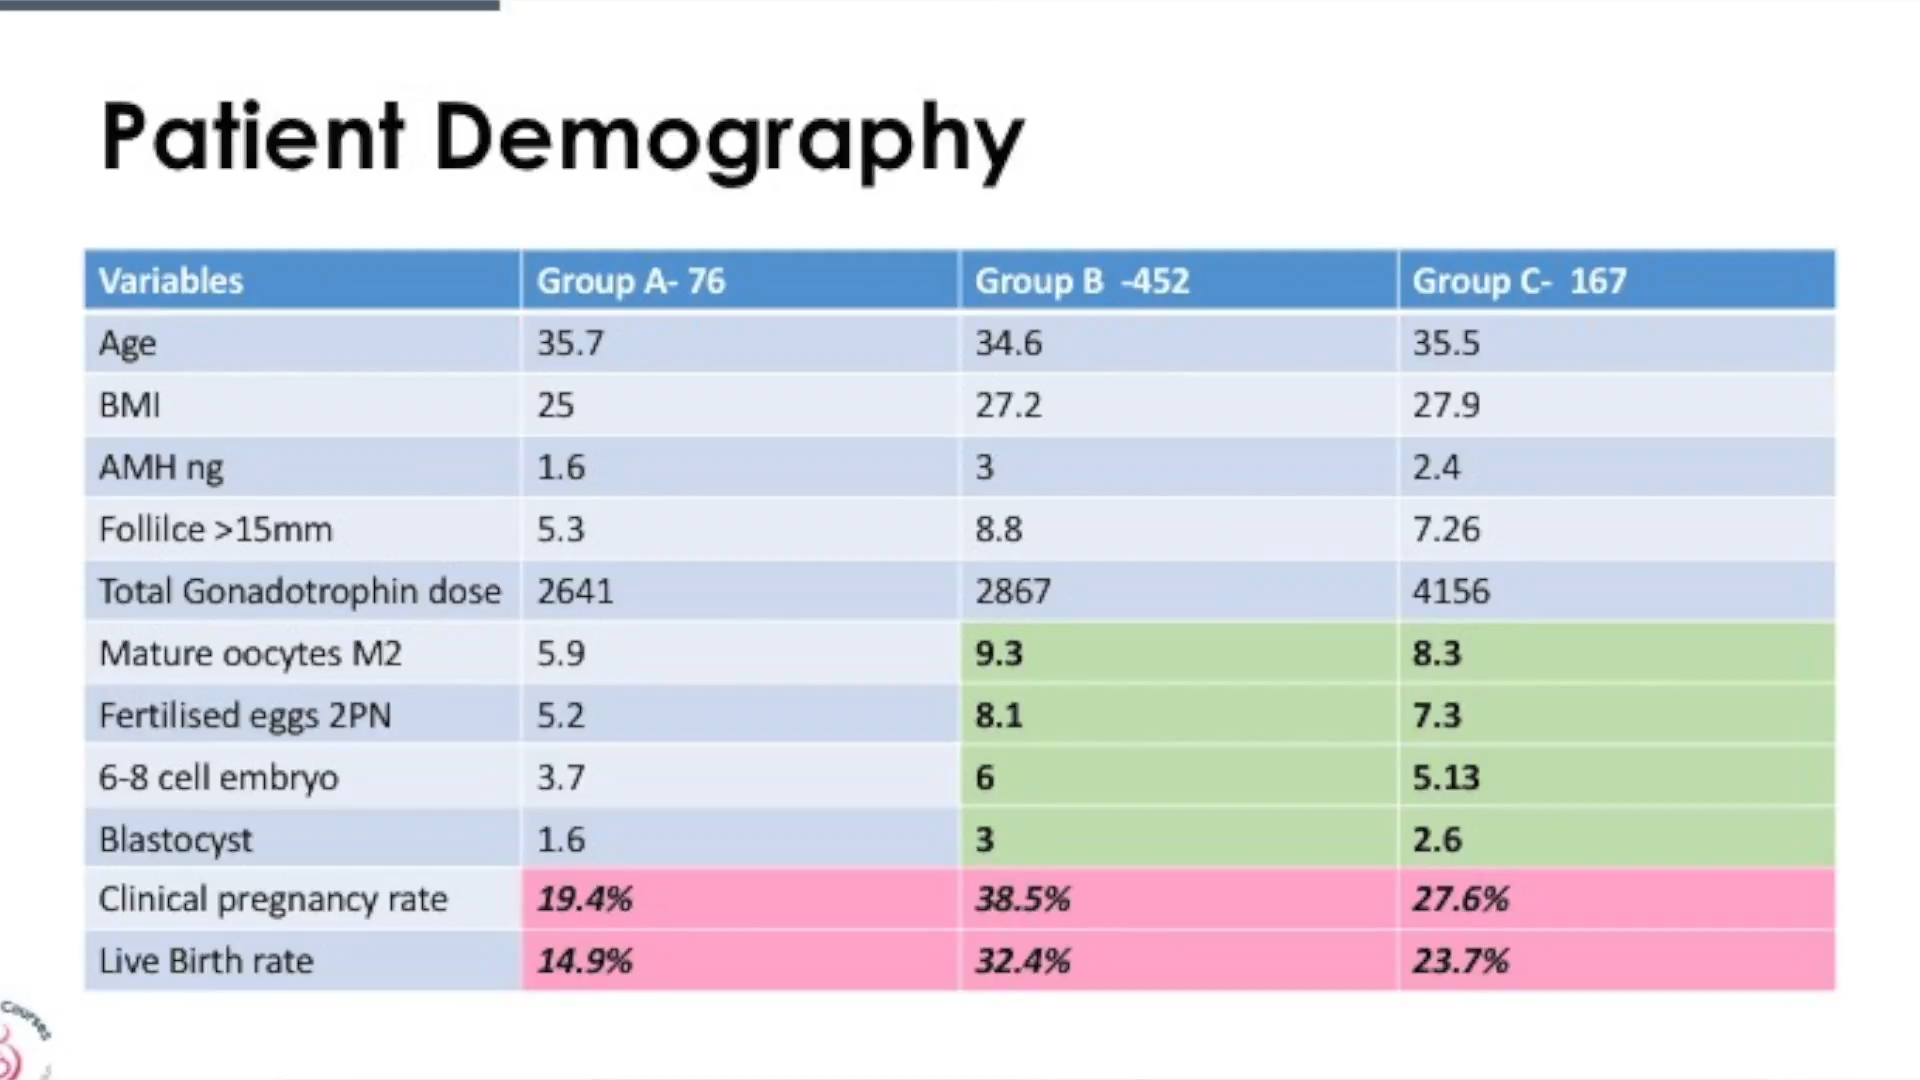 Patient Demography
Variables Group A- 76 Group B -452 Group C- 167
Age 35.7 34.6 35.5
BMI 25 27.2 27.9
AMH ng 1.6 3 2.4
Follilce >15mm 5.3 8.8 7.26
Total Gonadotrophin dose 2641 2867 4156
Mature oocytes M2 5.9 9.3 8.3
Fertilised eggs 2PN 5.2 8.1 7.3
6-8 cell embryo 3.7 6 5.13
Blastocyst 1.6 3 2.6
Clinical pregnancy rate 19.4% 38.5% 27.6%
Live Birth rate 14.9% 32.4% 23.7%
Courses